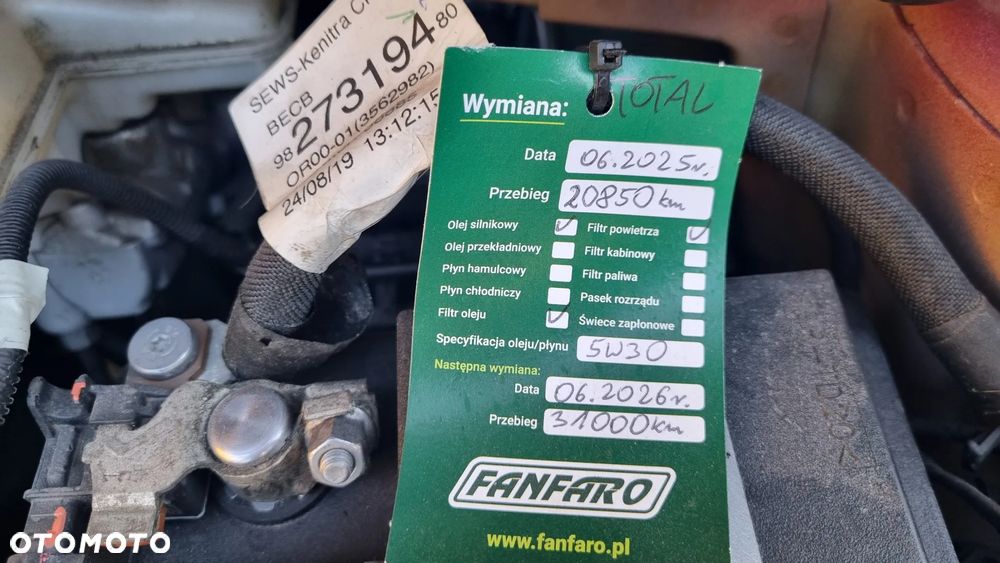 SEWS-Kenitra
BECB
98 273194 80
OR00-01(3562982)
24/08/19 13:12:15
TOTAL
Wymiana:
Data 06.2025r.
Przebieg 20850km
Olej silnikowy Filtr powietrza
Olej przekładniowy Filtr kabinowy
Płyn hamulcowy Filtr paliwa
Płyn chłodniczy Pasek rozrządu
Filtr oleju Świece zapłonowe
Specyfikacja oleju/płynu 5W30
Następna wymiana:
Data 06.2026r.
Przebieg 31000km
FANFARO
www.fanfaro.pl
OTOMOTO